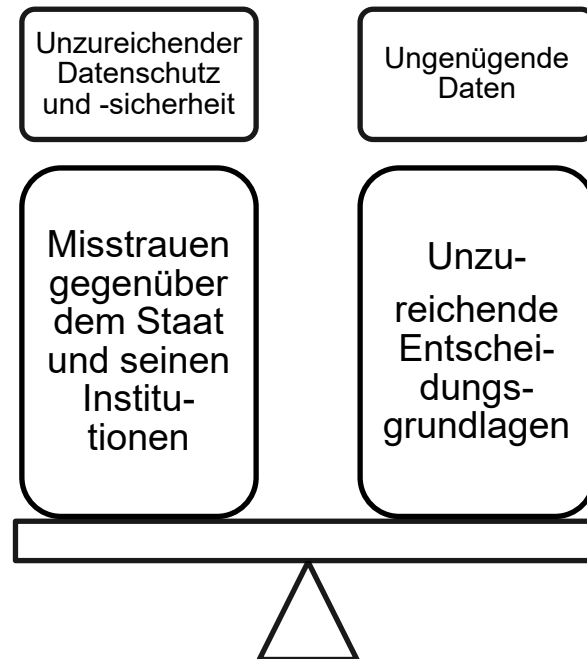 Unzureichender
Datenschutz
und -sicherheit
Ungenügende
Daten
Misstrauen
gegenüber
dem Staat
und seinen
Institu-
tionen
Unzu-
reichende
Entschei-
dungs-
grundlagen